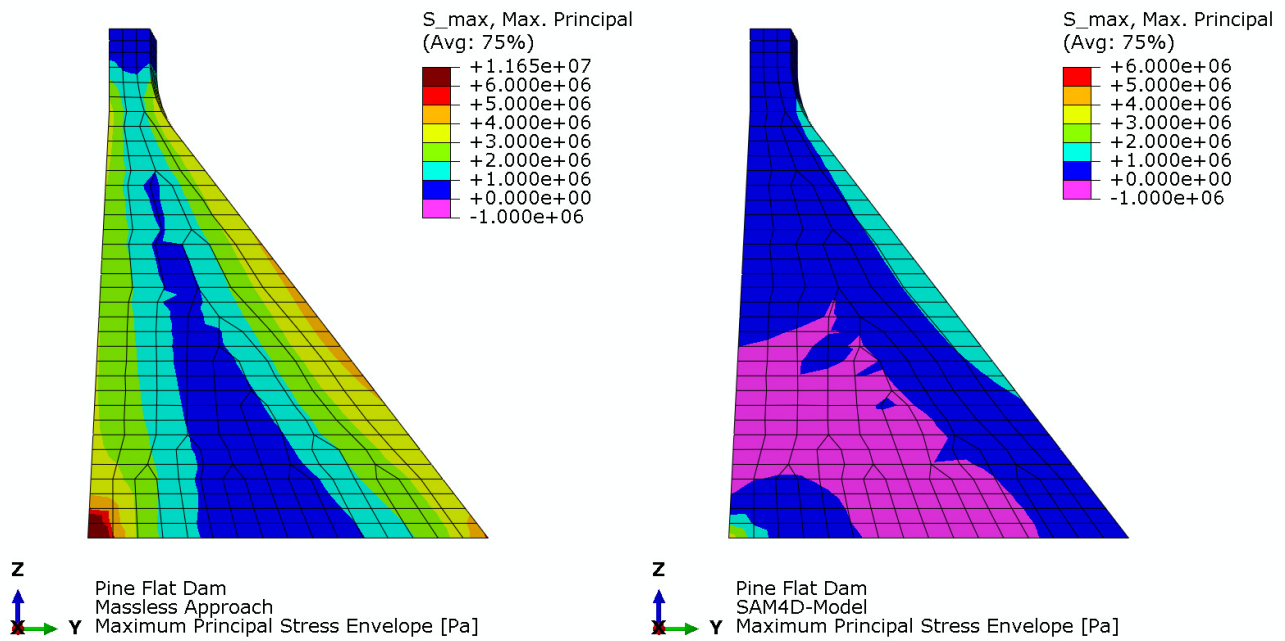 S_max, Max. Principal
(Avg: 75%)
+1.165e+07
+6.000e+06
+5.000e+06
+4.000e+06
+3.000e+06
+2.000e+06
+1.000e+06
+0.000e+00
-1.000e+06
Z
X
Y
Pine Flat Dam
Massless Approach
Maximum Principal Stress Envelope [Pa]
S_max, Max. Principal
(Avg: 75%)
+6.000e+06
+5.000e+06
+4.000e+06
+3.000e+06
+2.000e+06
+1.000e+06
+0.000e+00
-1.000e+06
Z
X
Y
Pine Flat Dam
SAM4D-Model
Maximum Principal Stress Envelope [Pa]